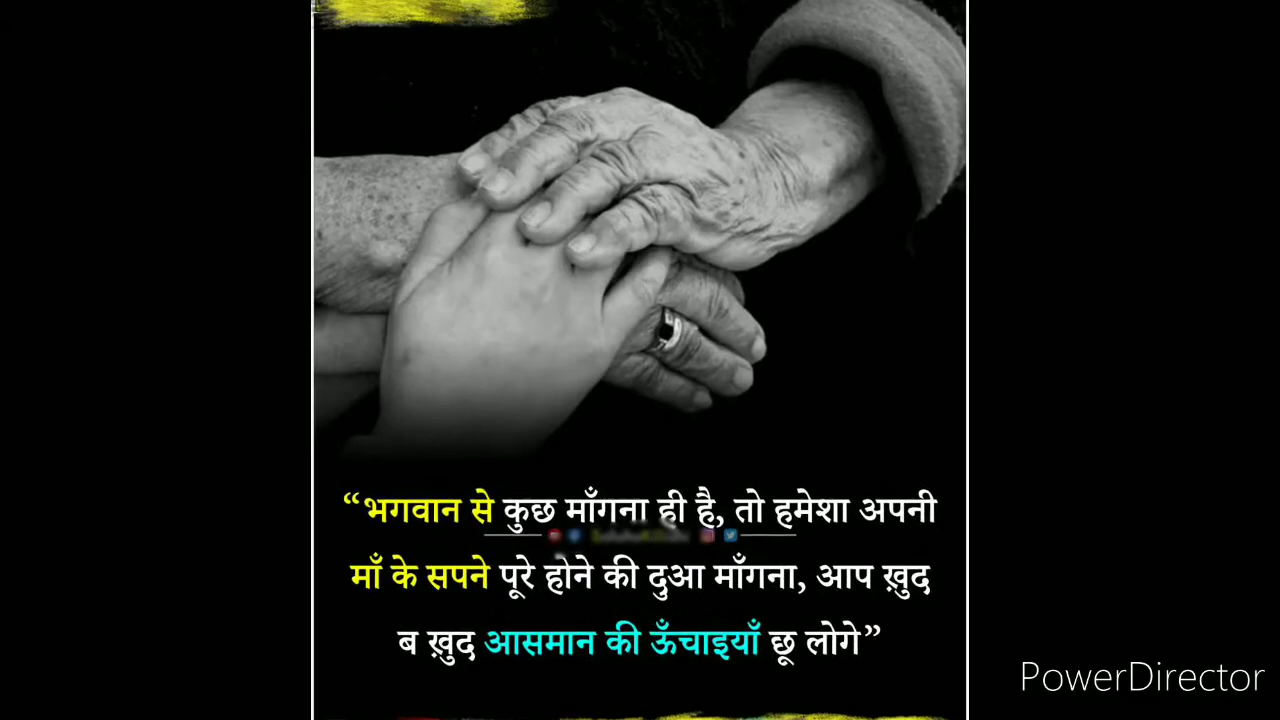 “भगवान से कुछ माँगना ही है, तो हमेशा अपनी
माँ के सपने पूरे होने की दुआ माँगना, आप ख़ुद
ब ख़ुद आसमान की ऊँचाइयाँ छू लोगे”
PowerDirector